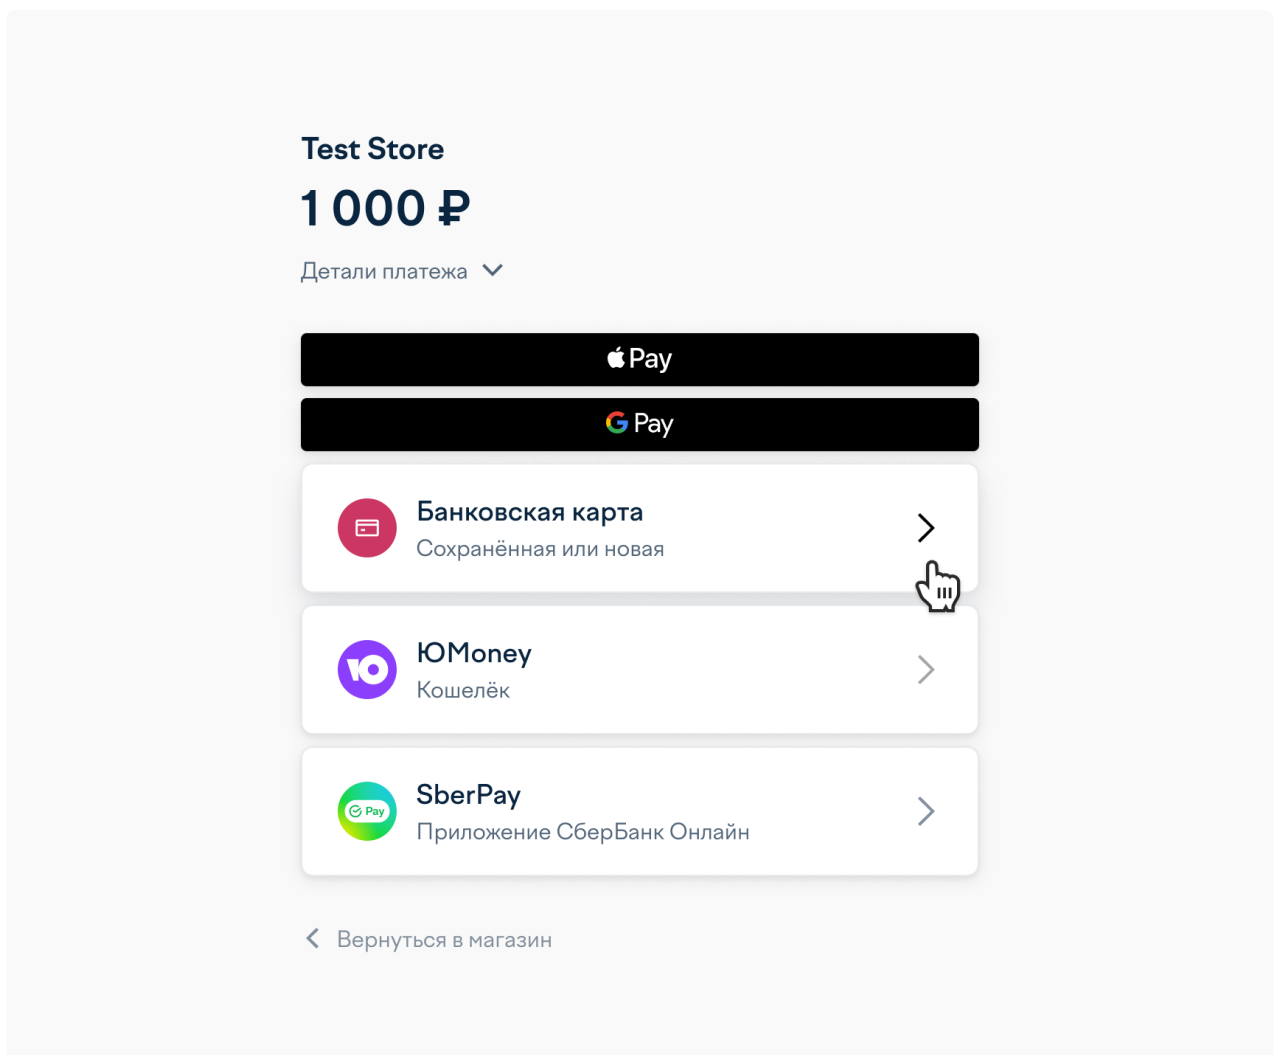 Test Store
1 000 ₽
Детали платежа
Pay
G Pay
Банковская карта
Сохранённая или новая
Ю
ЮMoney
Кошелёк
Pay
SberPay
Приложение СберБанк Онлайн
Вернуться в магазин